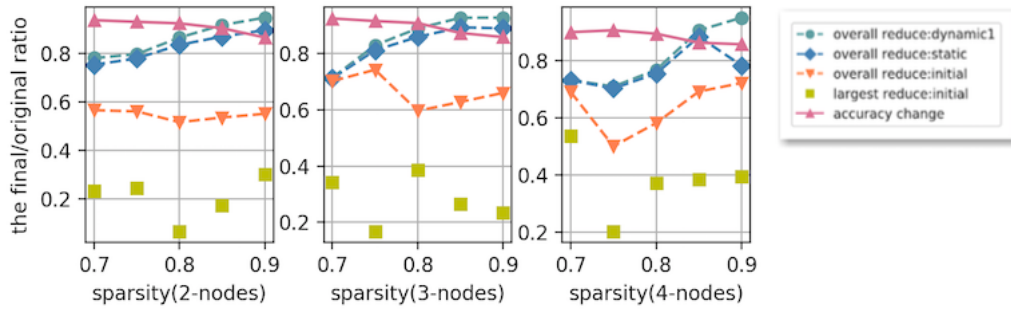 the final/original ratio
0.8
0.6
0.4
0.2
0.7 0.8 0.9
sparsity(2-nodes)
0.8
0.6
0.4
0.2
0.7 0.8 0.9
sparsity(3-nodes)
0.8
0.6
0.4
0.2
0.7 0.8 0.9
sparsity(4-nodes)
overall reduce:dynamic1
overall reduce:static
overall reduce:initial
largest reduce:initial
accuracy change